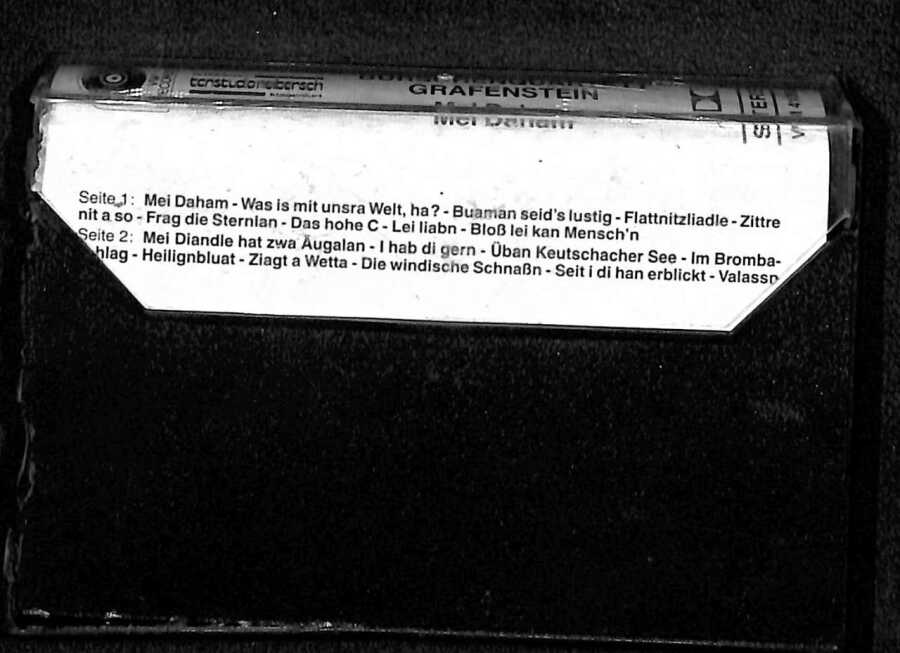 GRAFENSTEIN
Mei Daham
Seite 1: Mei Daham - Was is mit unsra Welt, ha? - Buaman seid's lustig - Flattnitzliadle - Zittre
nit a so - Frag die Sternlan - Das hohe C - Lei liabn - Bloß lei kan Mensch'n
Seite 2: Mei Diandle hat zwa Äugalan - I hab di gern - Üban Keutschacher See - Im Bromba-
hlag - Heilignbluat - Ziagt a Wetta - Die windische Schnaßn - Seit i di han erblickt - Valassn